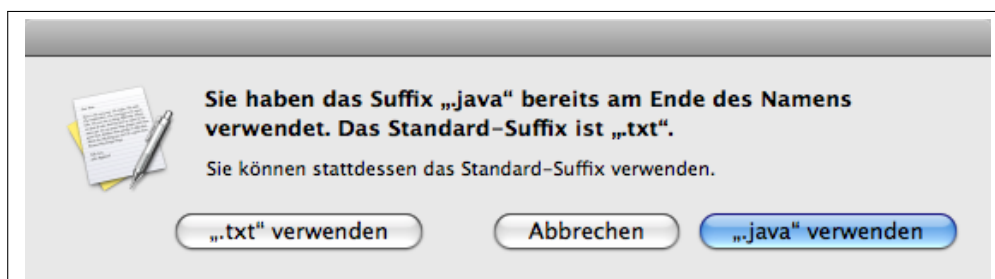 Sie haben das Suffix „.java“ bereits am Ende des Namens
verwendet. Das Standard-Suffix ist „.txt“.
Sie können stattdessen das Standard-Suffix verwenden.
„.txt“ verwenden
Abbrechen
„.java“ verwenden